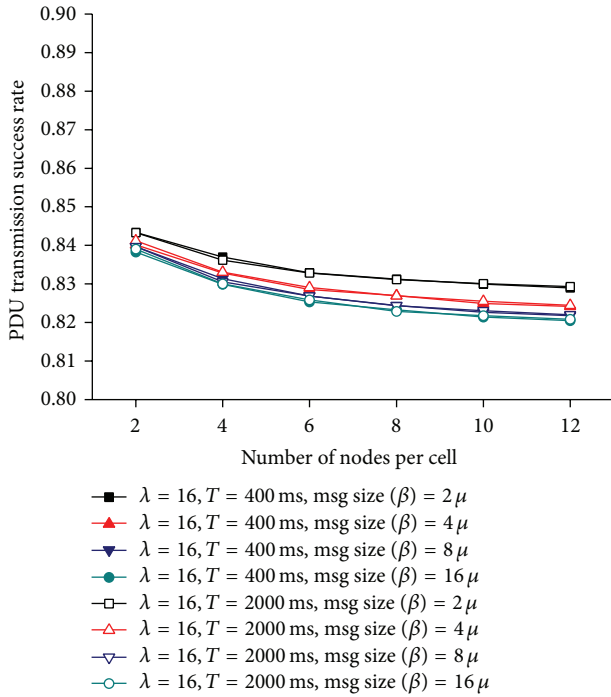 0.90
0.89
0.88
0.87
0.86
0.85
0.84
0.83
0.82
0.81
0.80
PDU transmission success rate
2 4 6 8 10 12
Number of nodes per cell
λ = 16, T = 400 ms, msg size (β) = 2 μ
λ = 16, T = 400 ms, msg size (β) = 4 μ
λ = 16, T = 400 ms, msg size (β) = 8 μ
λ = 16, T = 400 ms, msg size (β) = 16 μ
λ = 16, T = 2000 ms, msg size (β) = 2 μ
λ = 16, T = 2000 ms, msg size (β) = 4 μ
λ = 16, T = 2000 ms, msg size (β) = 8 μ
λ = 16, T = 2000 ms, msg size (β) = 16 μ